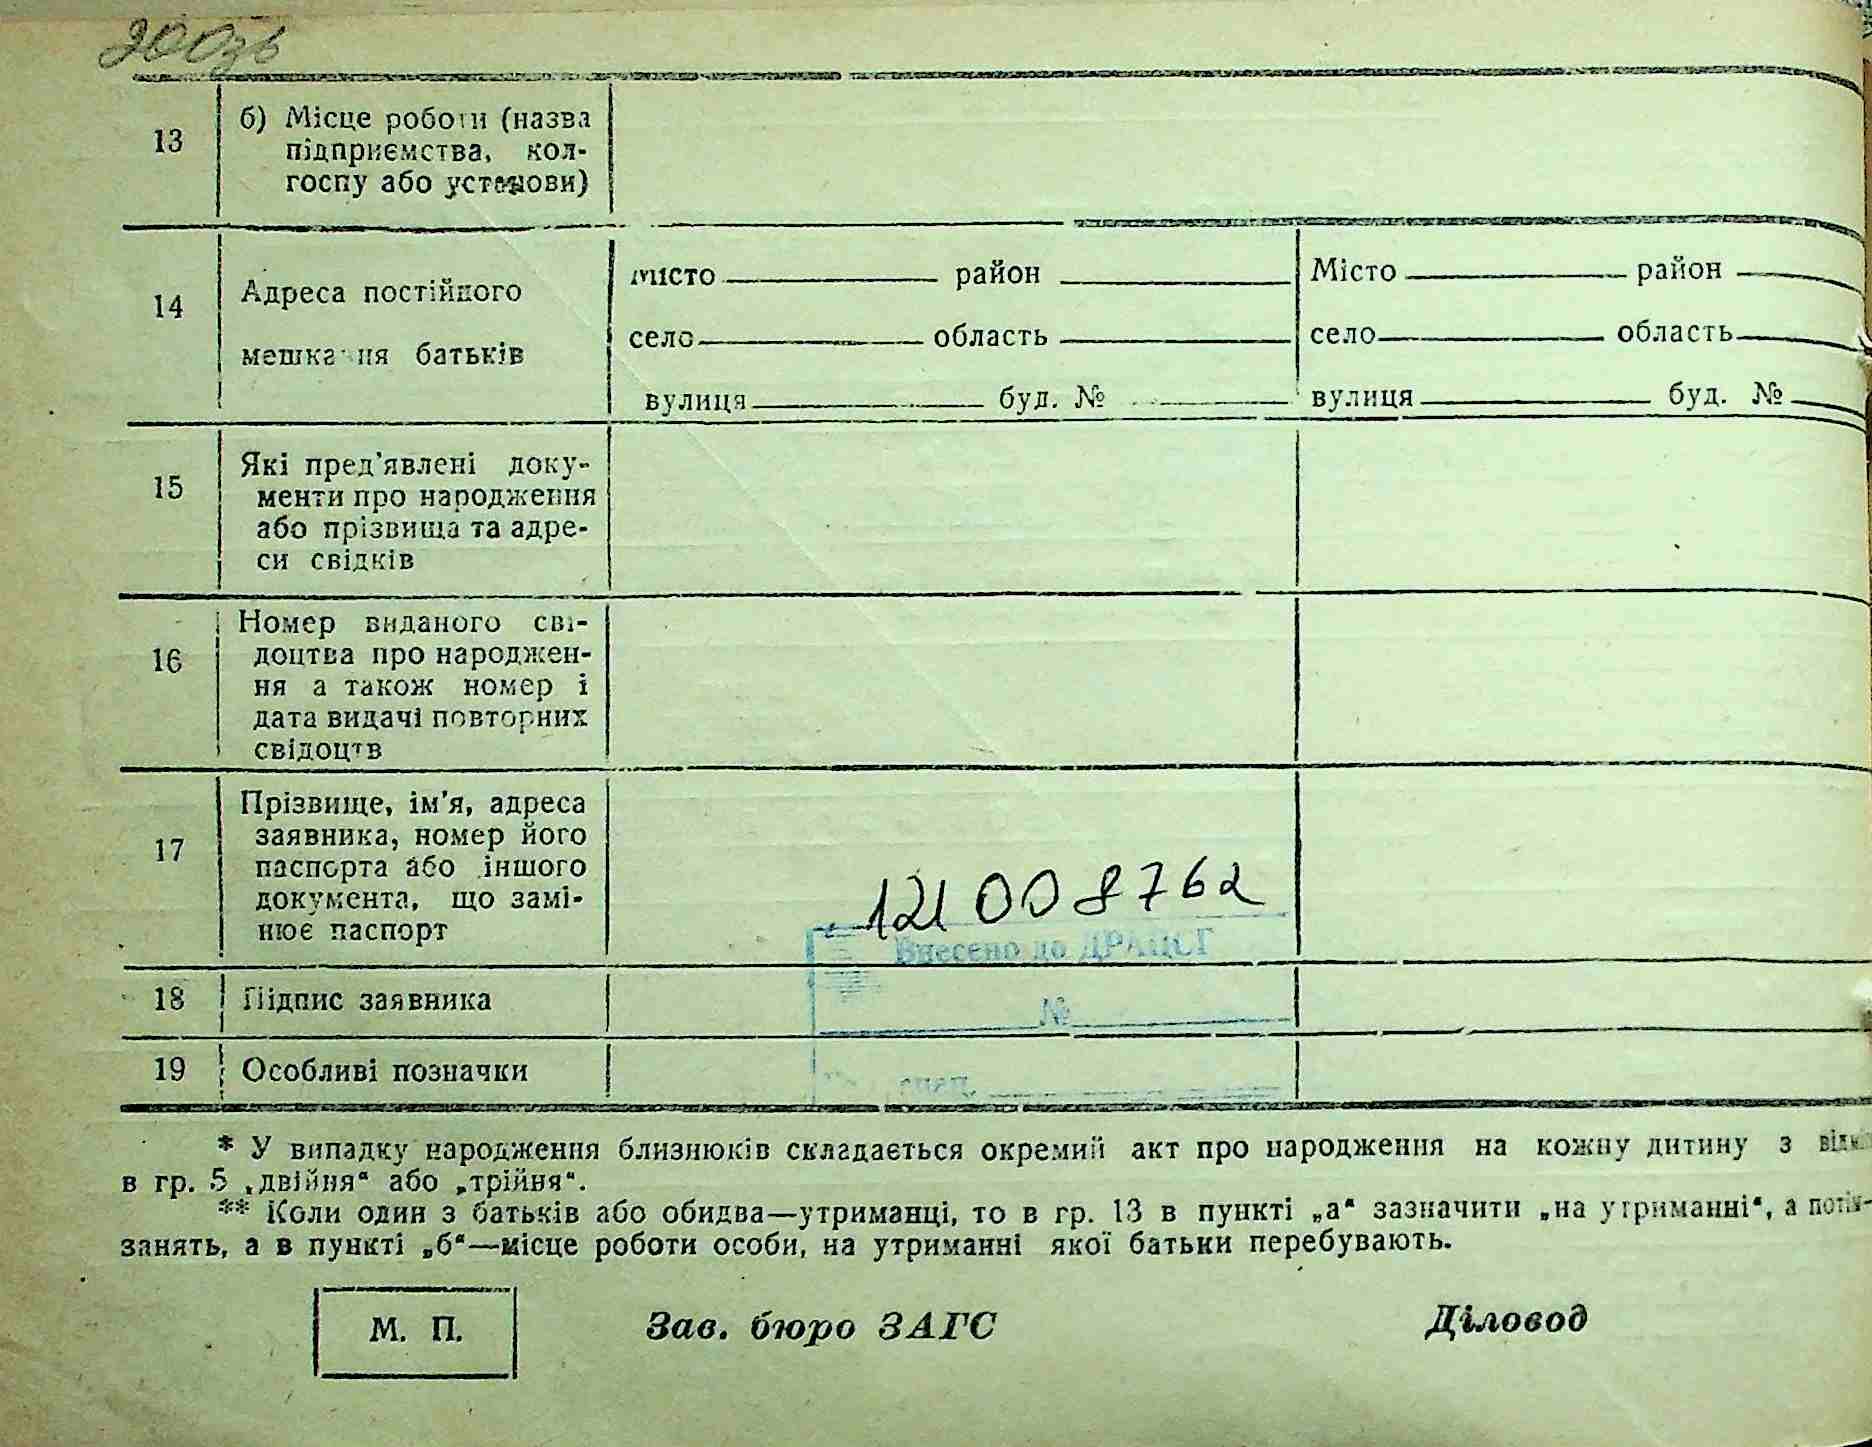 200зв
13 б) Місце роботи (назва
підприємства, кол-
госпу або установи)
14 Адреса постійного
мешкання батьків
місто район
село область
вулиця буд. №
Місто район
село область
вулиця буд. №
15 Які пред'явлені доку-
менти про народження
або прізвища та адре-
си свідків
16 Номер виданого сві-
доцтва про народжен-
ня а також номер і
дата видачі повторних
свідоцтв
17 Прізвище, ім'я, адреса
заявника, номер його
паспорта або іншого
документа, що замі-
нює паспорт
121 008762
Внесено до ДРАЦСГ
№
спец.
18 Підпис заявника
19 Особливі позначки
* У випадку народження близнюків складається окремий акт про народження на кожну дитину з
в гр. 5 „двійня“ або „трійня“.
** Коли один з батьків або обидва—утриманці, то в гр. 13 в пункті „а“ зазначити „на утриманні“, а
занять, а в пункті „б“—місце роботи особи, на утриманні якої батьки перебувають.
М. П.
Зав. бюро ЗАГС
Діловод